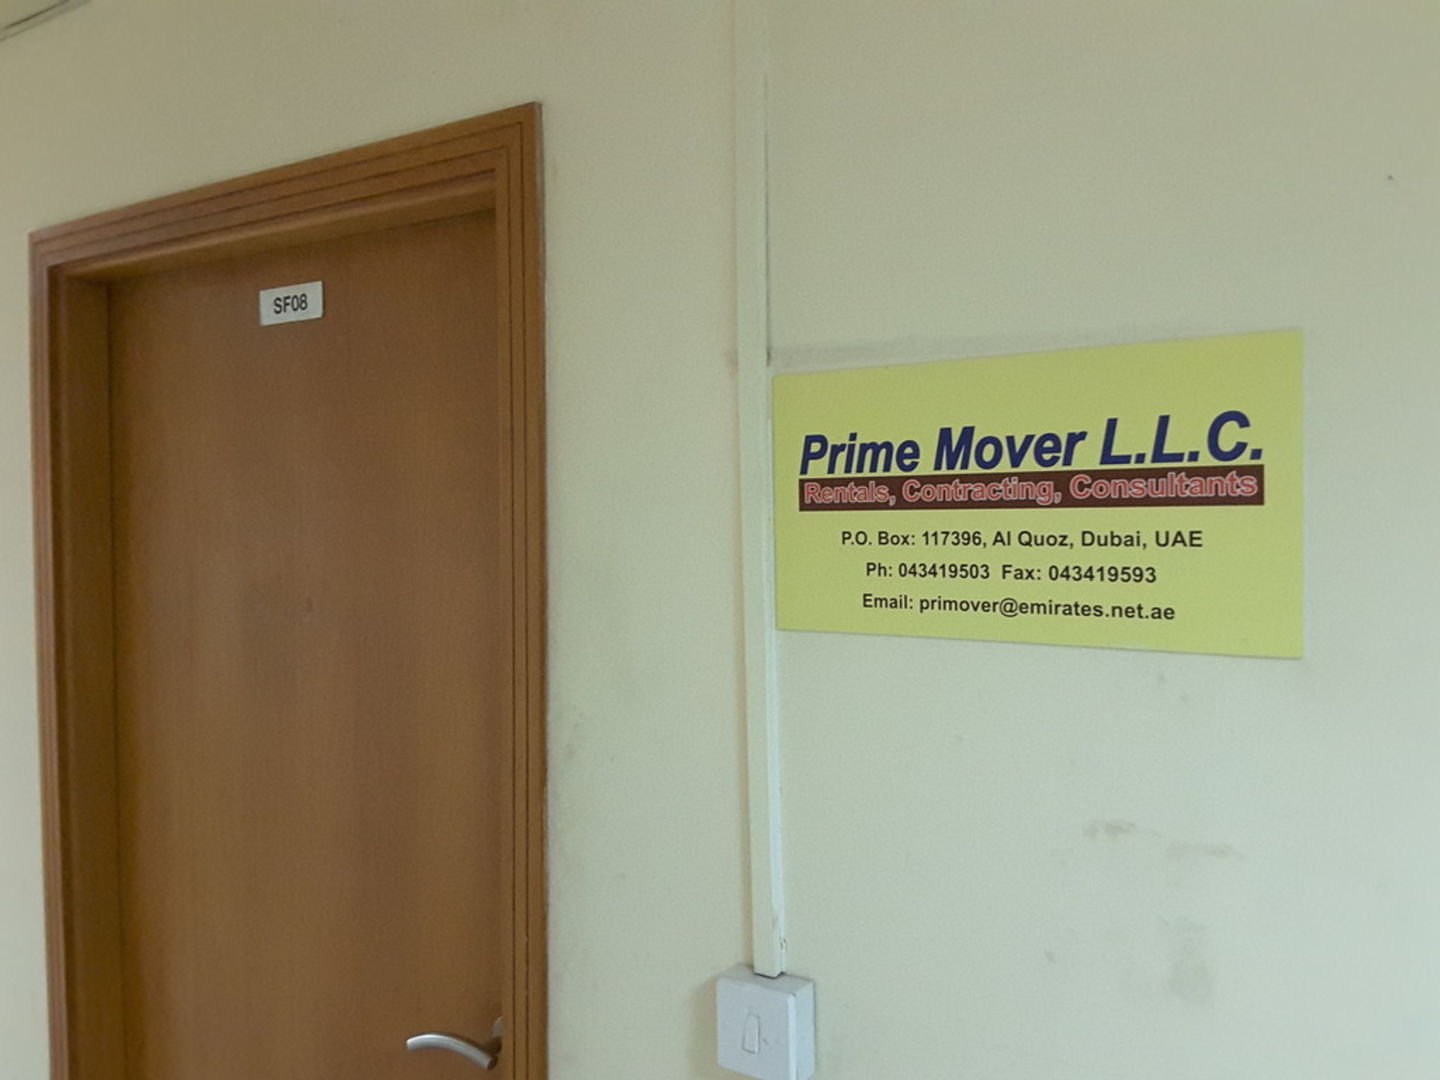 SF08
Prime Mover L.L.C.
Rentals, Contracting, Consultants
P.O. Box: 117396, Al Quoz, Dubai, UAE
Ph: 043419503 Fax: 043419593
Email: primover@emirates.net.ae